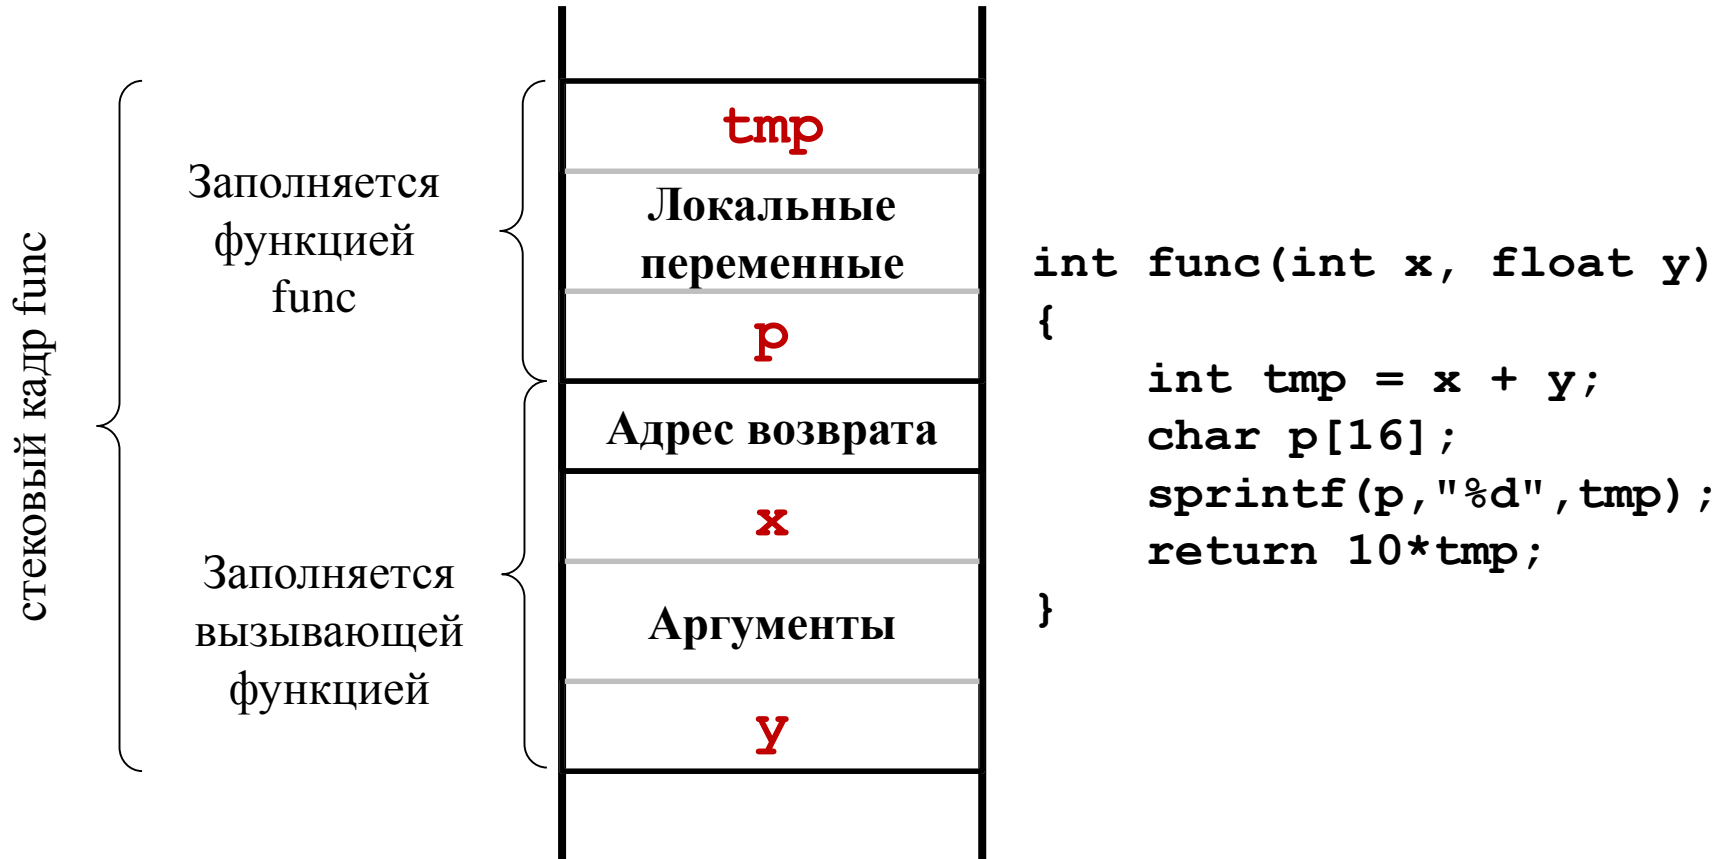 стековый кадр func
Заполняется
функцией
func
Заполняется
вызывающей
функцией
tmp
Локальные
переменные
p
Адрес возврата
x
Аргументы
y
int func(int x, float y)
{
int tmp = x + y;
char p[16];
sprintf(p,"%d",tmp);
return 10*tmp;
}